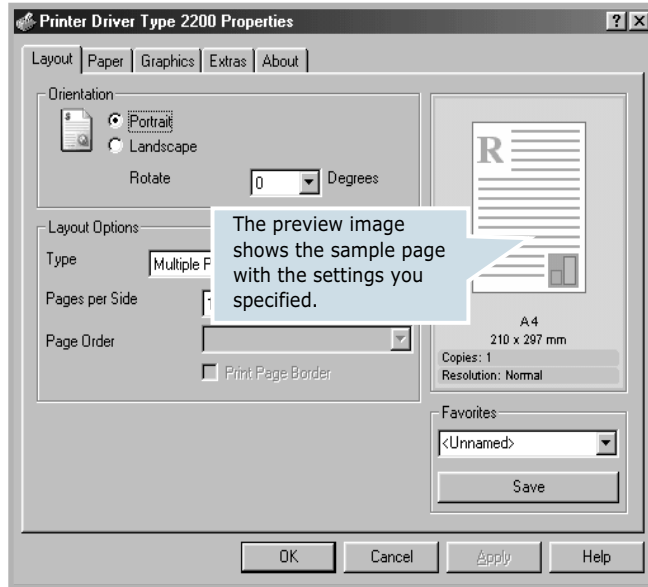 Printer Driver Type 2200 Properties
Layout Paper Graphics Extras About
Orientation
Portrait
Landscape
Rotate 0 Degrees
Layout Options
Type Multiple P
Pages per Side 1
Page Order
Print Page Border
The preview image
shows the sample page
with the settings you
specified.
R
A4
210 x 297 mm
Copies: 1
Resolution: Normal
Favorites
<Unnamed>
Save
OK Cancel Apply Help